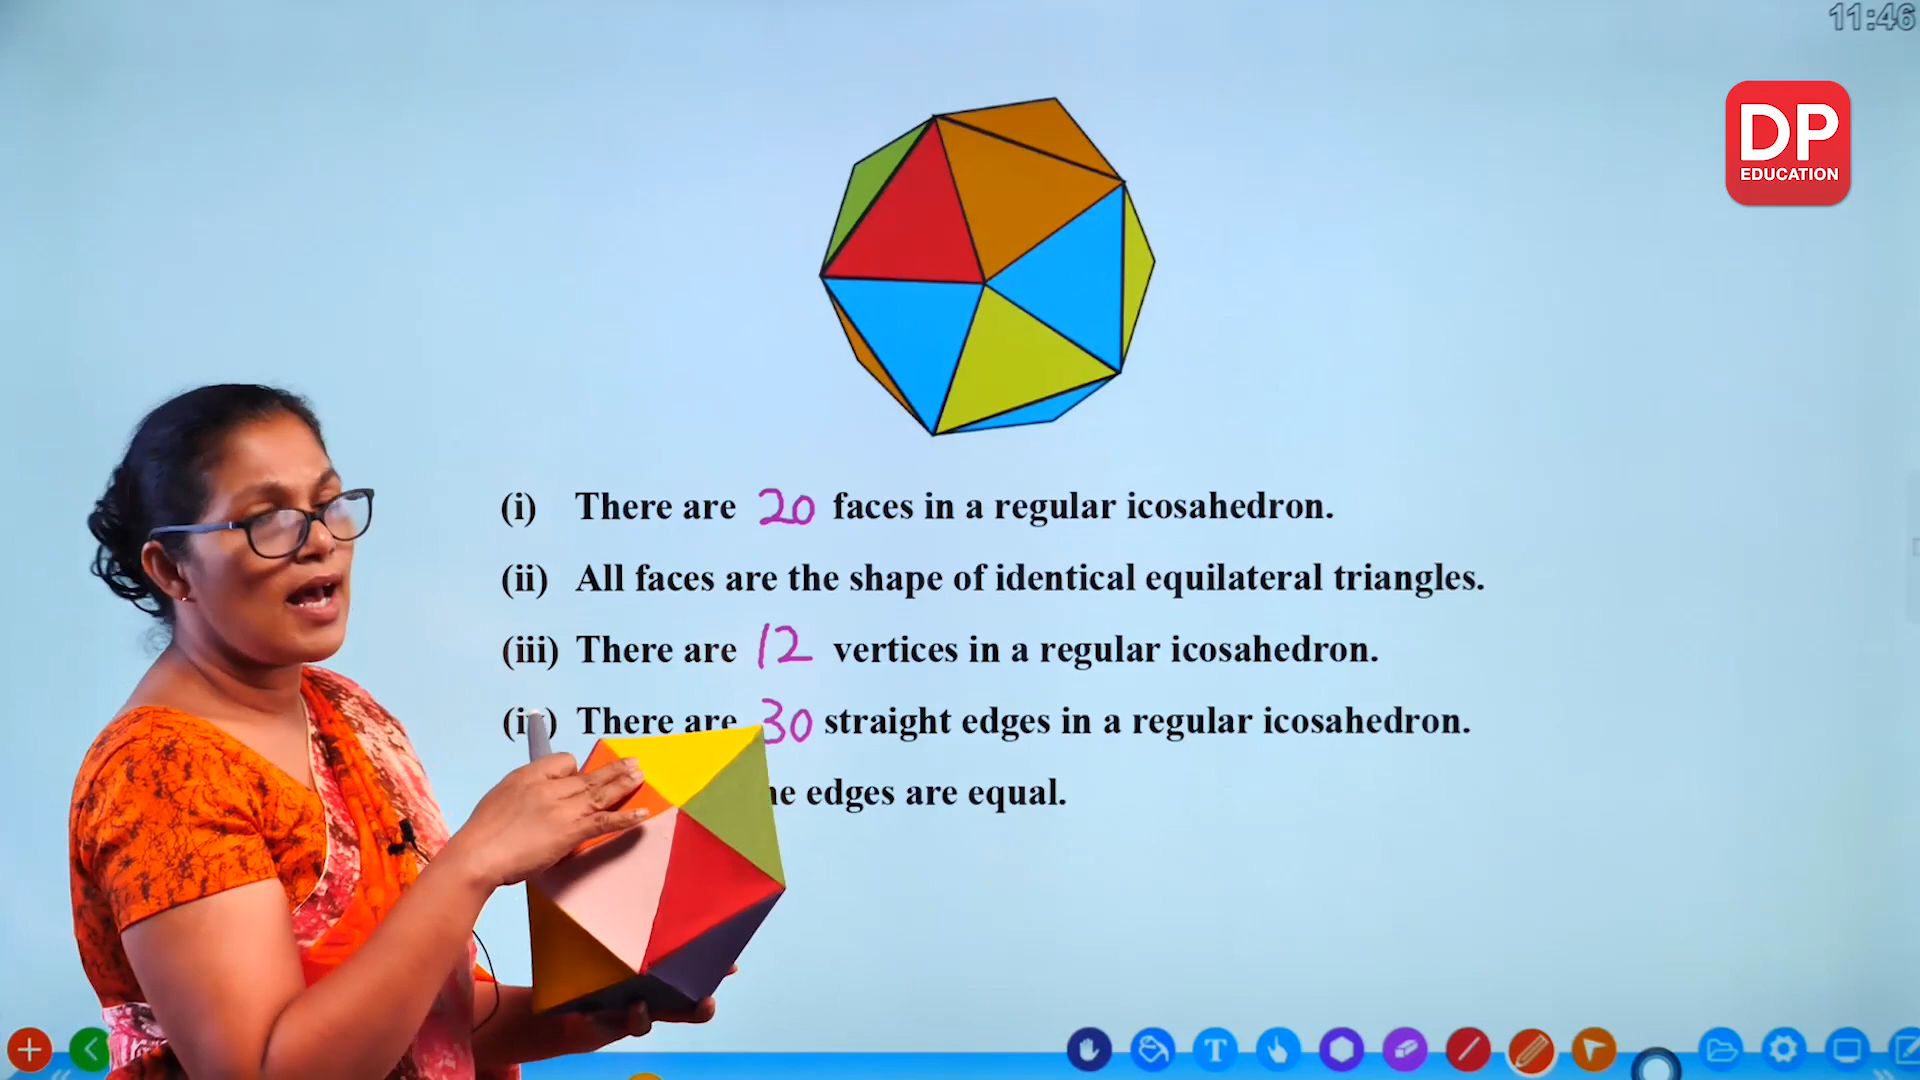 11:46
DP
EDUCATION
(i) There are 20 faces in a regular icosahedron.
(ii) All faces are the shape of identical equilateral triangles.
(iii) There are 12 vertices in a regular icosahedron.
(iv) There are 30 straight edges in a regular icosahedron.
edges are equal.
T